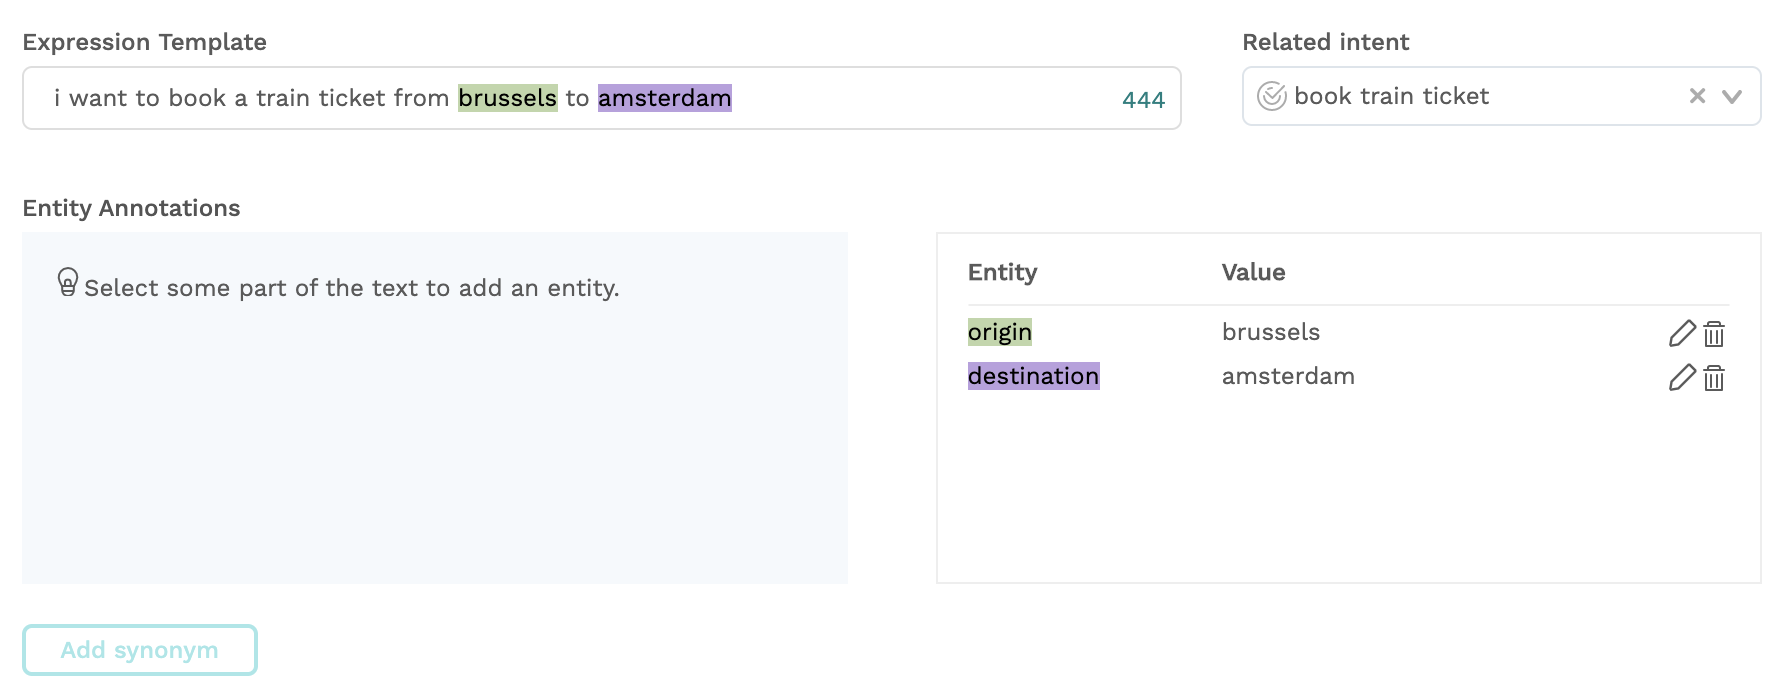 Expression Template
i want to book a train ticket from brussels to amsterdam
444
Related intent
book train ticket
Entity Annotations
Select some part of the text to add an entity.
Entity Value
origin brussels
destination amsterdam
Add synonym